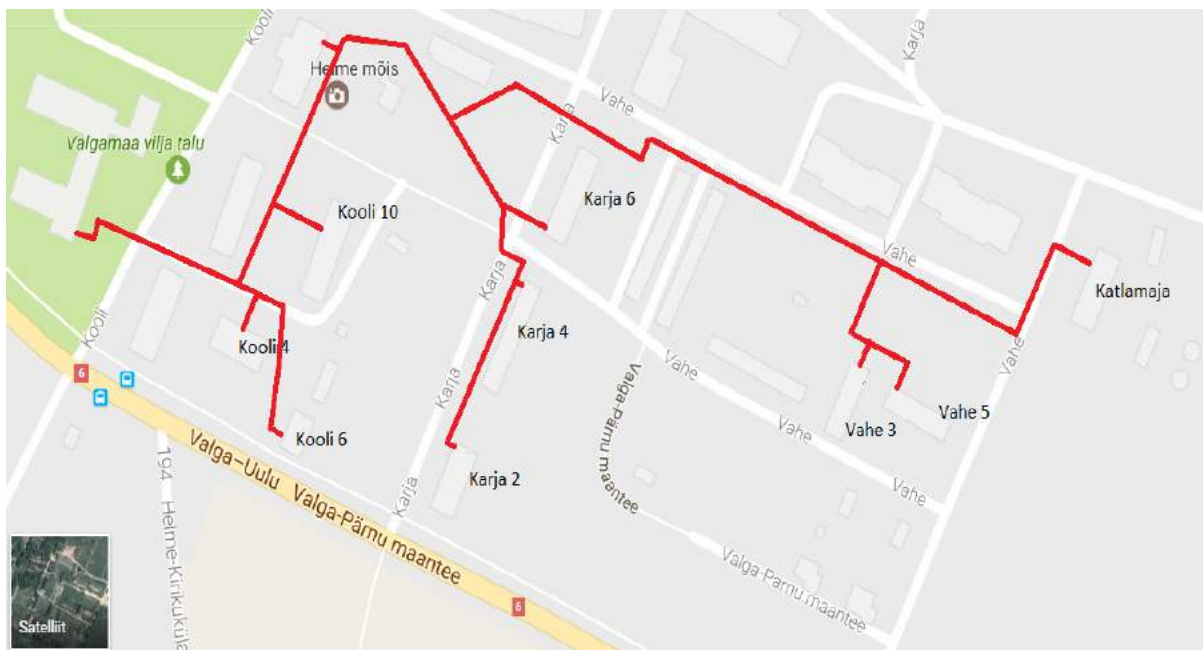 Kooli
Karja
Helme mõis
Vahe
Karja
Valgamaa vilja talu
Karja 6
Kooli 10
Vahe
Karja
Katlamaja
Kooli
Karja 4
Kooli 4
Vahe
Vahe
6
Karja
Valga-Pärnu maantee
Vahe 5
Vahe 3
Vahe
Kooli 6
Valga–Uulu
Valga-Pärnu maantee
Karja 2
Vahe
194
Helme-Kirikuküla
Karja
Valga-Pärnu maantee
6
Satelliit